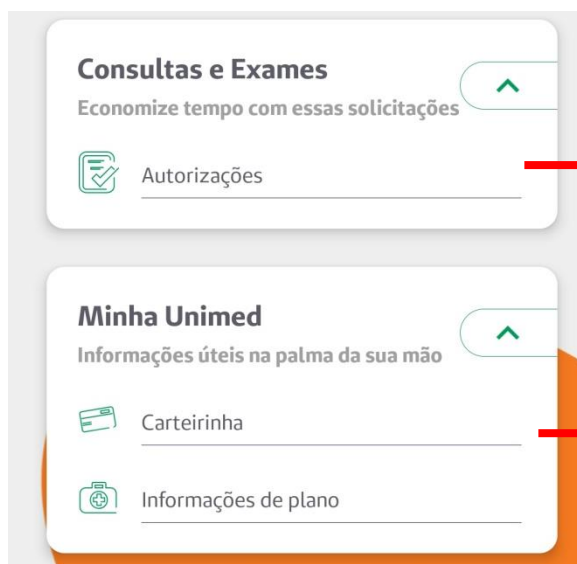 Consultas e Exames
Economize tempo com essas solicitações
Autorizações
Minha Unimed
Informações úteis na palma da sua mão
Carteirinha
Informações de plano